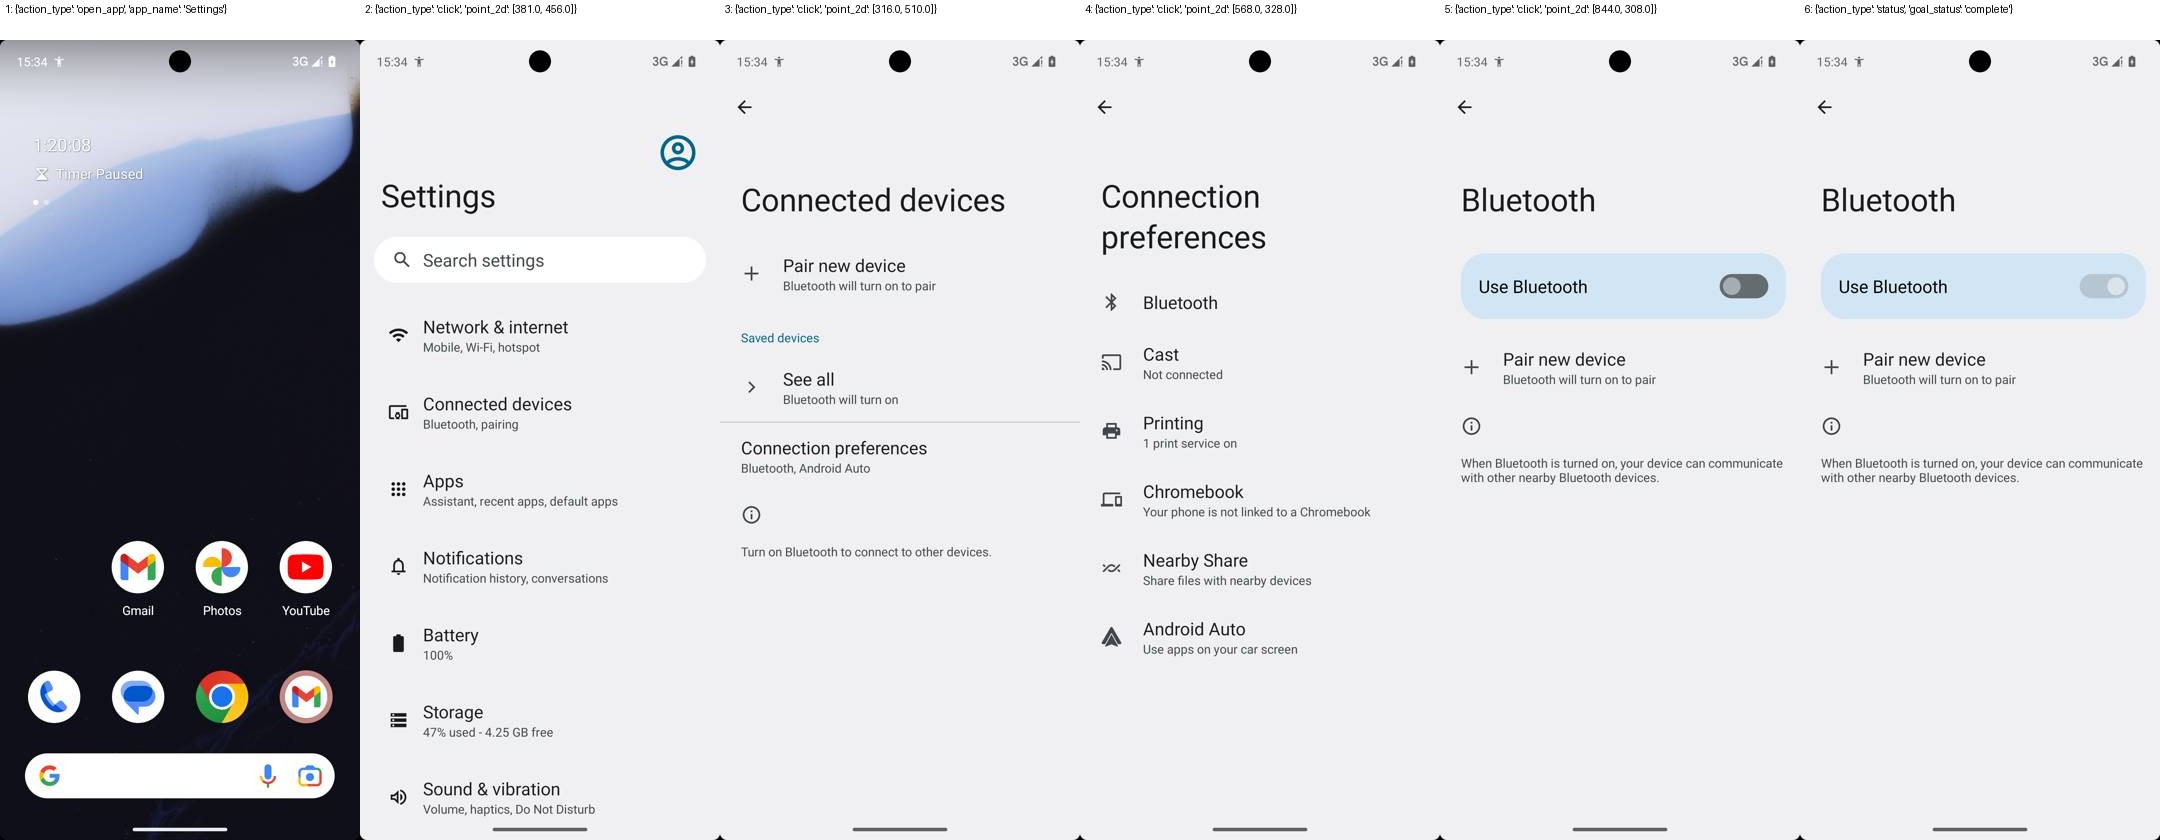 1: {'action_type': 'open_app', 'app_name': 'Settings'}
15:34
3G
1:20:08
Timer Paused
Gmail
Photos
YouTube
2: {'action_type': 'click', 'point_2d': [381.0, 456.0]}
15:34
3G
Settings
Search settings
Network & internet
Mobile, Wi-Fi, hotspot
Connected devices
Bluetooth, pairing
Apps
Assistant, recent apps, default apps
Notifications
Notification history, conversations
Battery
100%
Storage
47% used - 4.25 GB free
Sound & vibration
Volume, haptics, Do Not Disturb
3: {'action_type': 'click', 'point_2d': [316.0, 510.0]}
15:34
3G
Connected devices
Pair new device
Bluetooth will turn on to pair
Saved devices
See all
Bluetooth will turn on
Connection preferences
Bluetooth, Android Auto
Turn on Bluetooth to connect to other devices.
4: {'action_type': 'click', 'point_2d': [568.0, 328.0]}
15:34
3G
Connection
preferences
Bluetooth
Cast
Not connected
Printing
1 print service on
Chromebook
Your phone is not linked to a Chromebook
Nearby Share
Share files with nearby devices
Android Auto
Use apps on your car screen
5: {'action_type': 'click', 'point_2d': [844.0, 308.0]}
15:34
3G
Bluetooth
Use Bluetooth
Pair new device
Bluetooth will turn on to pair
When Bluetooth is turned on, your device can communicate
with other nearby Bluetooth devices.
6: {'action_type': 'status', 'goal_status': 'complete'}
15:34
3G
Bluetooth
Use Bluetooth
Pair new device
Bluetooth will turn on to pair
When Bluetooth is turned on, your device can communicate
with other nearby Bluetooth devices.